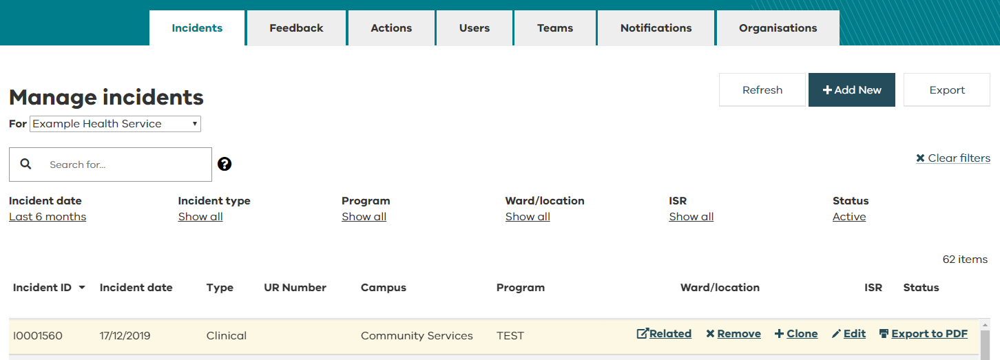 Incidents Feedback Actions Users Teams Notifications Organisations
Manage incidents
Refresh Add New Export
For Example Health Service
Search for...
Clear filters
Incident date Incident type Program Ward/location ISR Status
Last 6 months Show all Show all Show all Show all Active
62 items
Incident ID Incident date Type UR Number Campus Program Ward/location ISR Status
I0001560 17/12/2019 Clinical Community Services TEST Related Remove Clone Edit Export to PDF